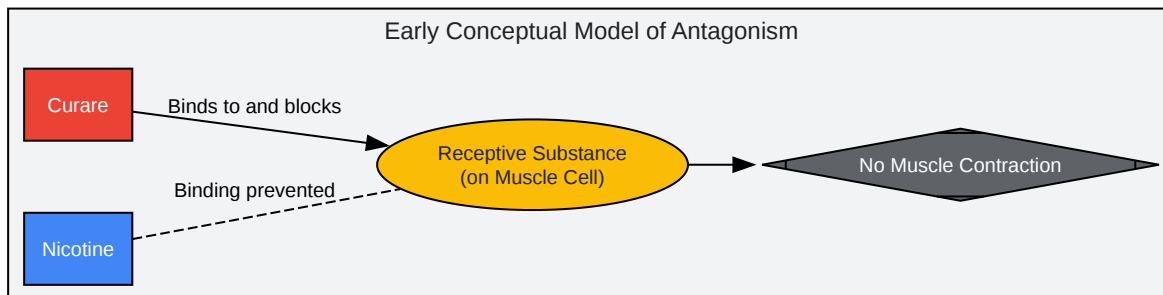 Early Conceptual Model of Antagonism
Curare
Binds to and blocks
Receptive Substance
(on Muscle Cell)
No Muscle Contraction
Binding prevented
Nicotine